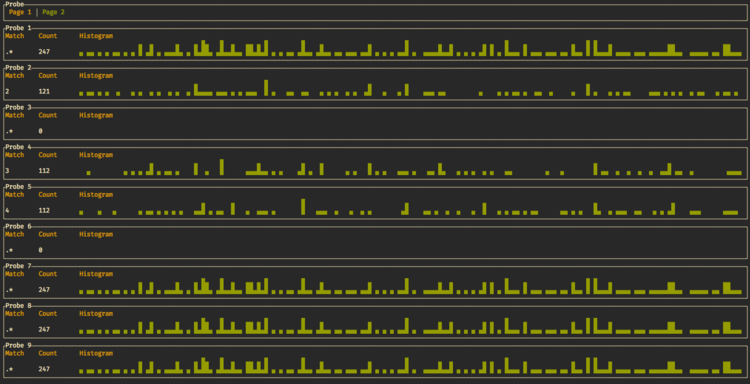 Probe
Page 1 | Page 2
Probe 1
Match Count Histogram
.* 247
Probe 2
Match Count Histogram
2 121
Probe 3
Match Count Histogram
.* 0
Probe 4
Match Count Histogram
3 112
Probe 5
Match Count Histogram
4 112
Probe 6
Match Count Histogram
.* 0
Probe 7
Match Count Histogram
.* 247
Probe 8
Match Count Histogram
.* 247
Probe 9
Match Count Histogram
.* 247